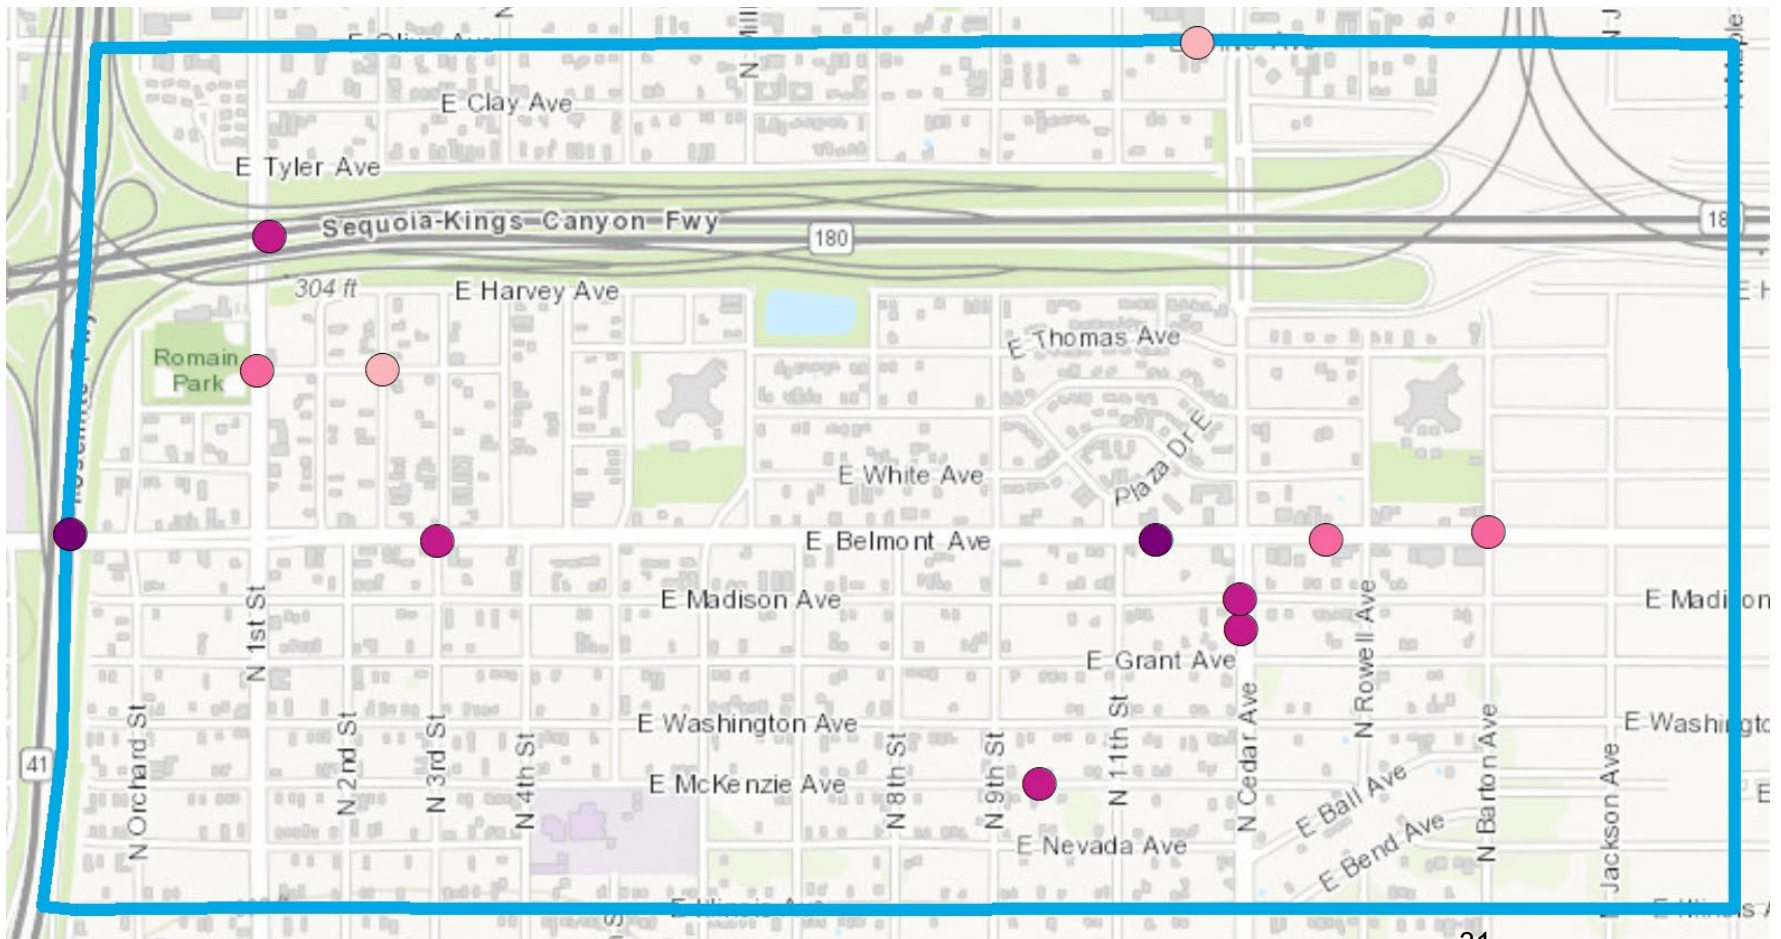 E Clay Ave
E Tyler Ave
Sequoia-Kings Canyon Fwy
180
304 ft
E Harvey Ave
E Thomas Ave
Romain
Park
Plaza Dr E
E White Ave
E Belmont Ave
N 1st St
E Madison Ave
N Rowell Ave
E Grant Ave
N Orchard St
N 2nd St
N 3rd St
N 4th St
E Washington Ave
N 8th St
N 9th St
N 11th St
N Cedar Ave
N Barton Ave
Jackson Ave
41
E McKenzie Ave
E Ball Ave
E Nevada Ave
E Bend Ave